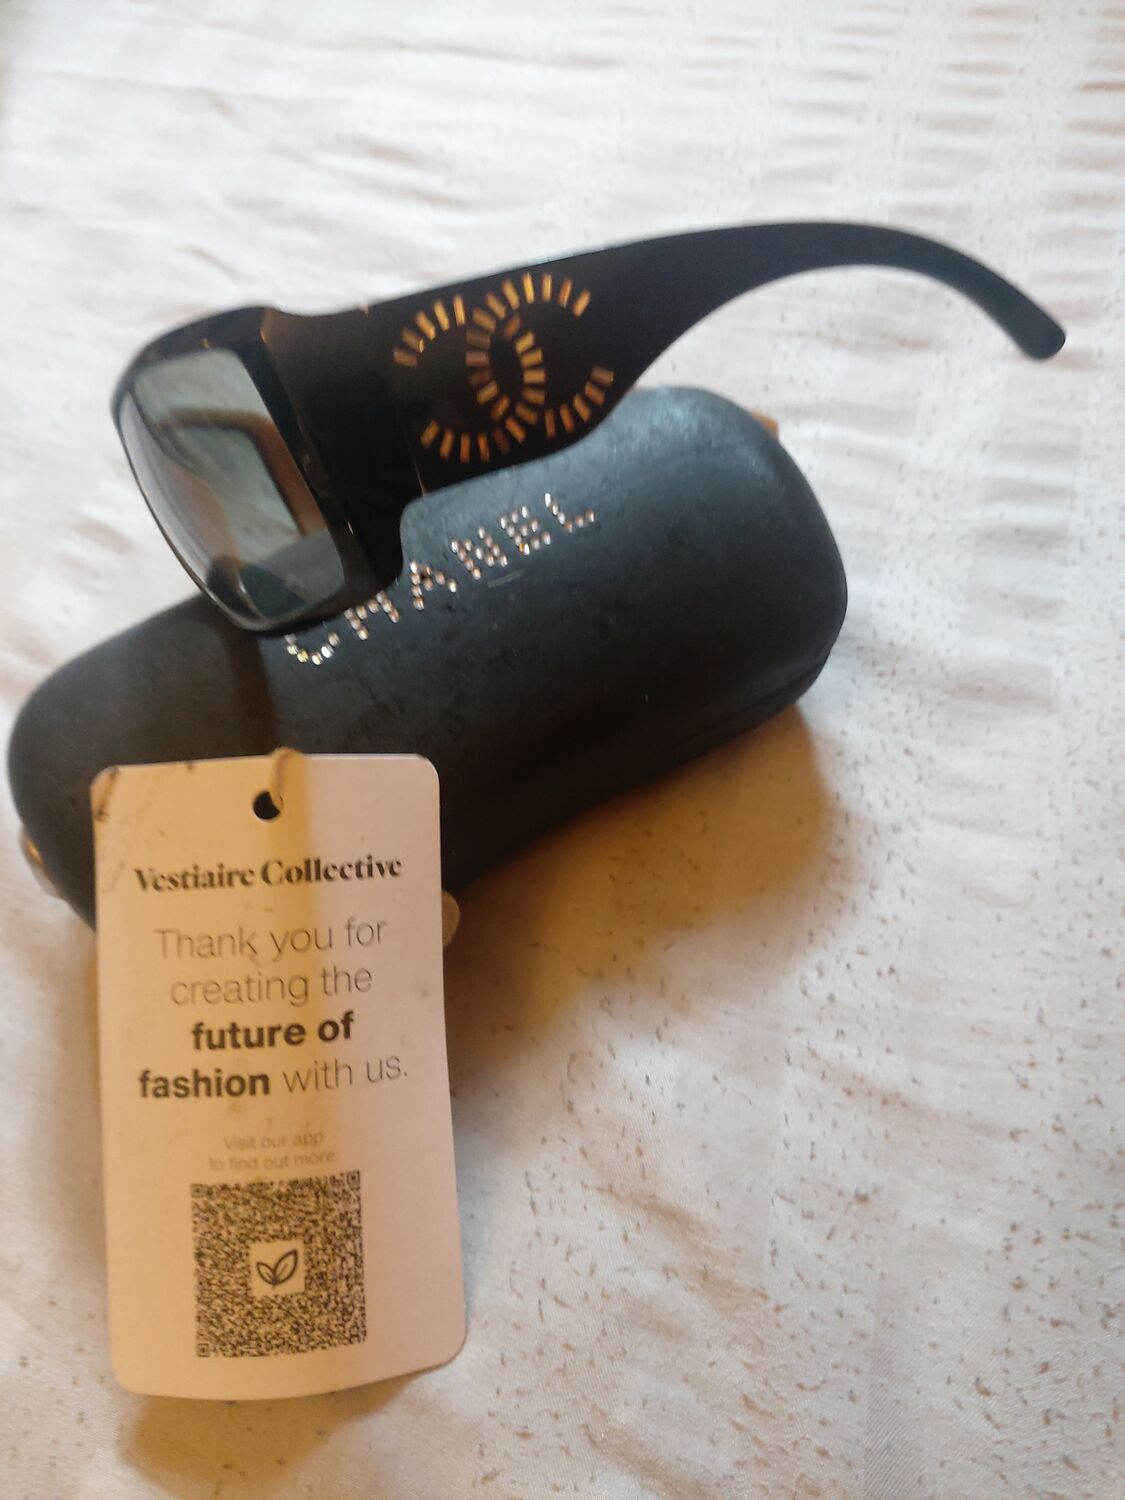 CHANEL
Vestiaire Collective
Thank you for
creating the
future of
fashion with us.
Visit our app
to find out more: